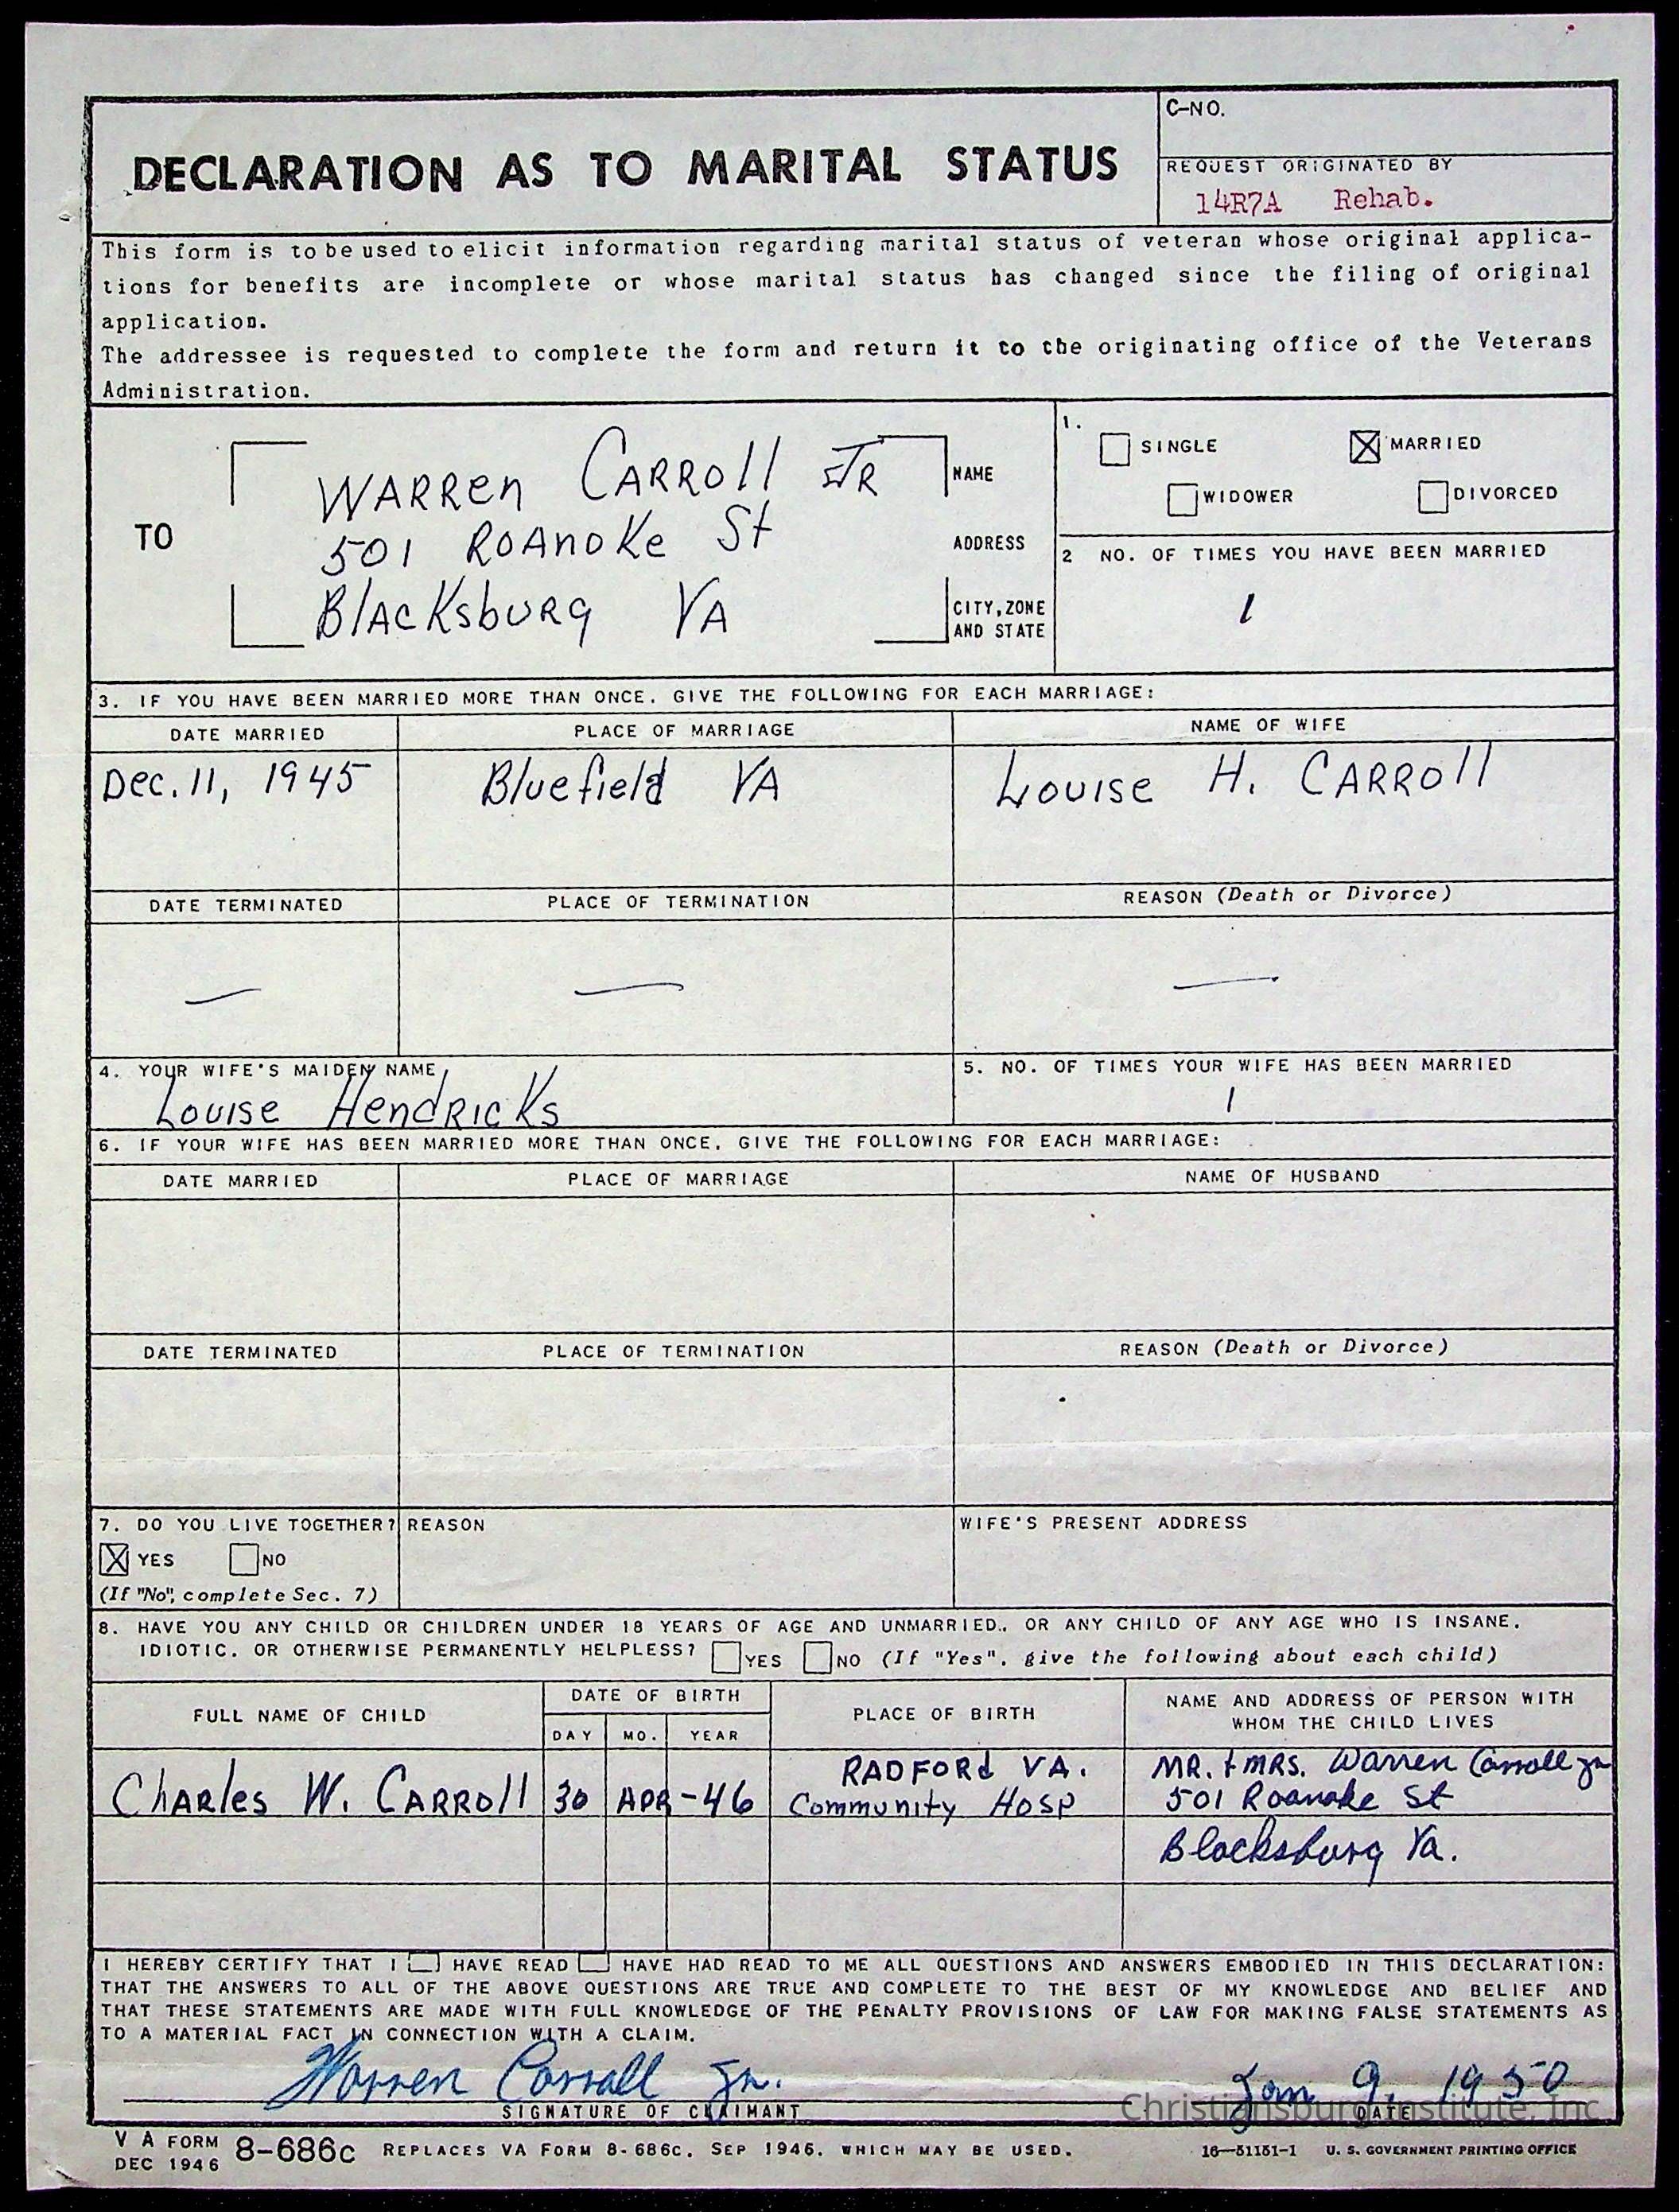 C-NO.
DECLARATION AS TO MARITAL STATUS
REQUEST ORIGINATED BY
14R7A Rehab.
This form is to be used to elicit information regarding marital status of veteran whose original applica-
tions for benefits are incomplete or whose marital status has changed since the filing of original
application.
The addressee is requested to complete the form and return it to the originating office of the Veterans
Administration.
TO
WARRen CARROll JR
NAME
501 ROAnoKe St
ADDRESS
BlAcKsbuRg VA
CITY, ZONE
AND STATE
1.
SINGLE
MARRIED
WIDOWER
DIVORCED
2 NO. OF TIMES YOU HAVE BEEN MARRIED
1
3. IF YOU HAVE BEEN MARRIED MORE THAN ONCE, GIVE THE FOLLOWING FOR EACH MARRIAGE:
DATE MARRIED
PLACE OF MARRIAGE
NAME OF WIFE
Dec. 11, 1945
Bluefield VA
Louise H. CARROll
DATE TERMINATED
PLACE OF TERMINATION
REASON (Death or Divorce)
— — —
4. YOUR WIFE'S MAIDEN NAME
Louise HendRicKs
5. NO. OF TIMES YOUR WIFE HAS BEEN MARRIED
1
6. IF YOUR WIFE HAS BEEN MARRIED MORE THAN ONCE, GIVE THE FOLLOWING FOR EACH MARRIAGE:
DATE MARRIED
PLACE OF MARRIAGE
NAME OF HUSBAND
DATE TERMINATED
PLACE OF TERMINATION
REASON (Death or Divorce)
7. DO YOU LIVE TOGETHER?
YES NO
(If "No", complete Sec. 7)
REASON
WIFE'S PRESENT ADDRESS
8. HAVE YOU ANY CHILD OR CHILDREN UNDER 18 YEARS OF AGE AND UNMARRIED, OR ANY CHILD OF ANY AGE WHO IS INSANE,
IDIOTIC, OR OTHERWISE PERMANENTLY HELPLESS? YES NO (If "Yes", give the following about each child)
FULL NAME OF CHILD
DATE OF BIRTH
DAY MO. YEAR
PLACE OF BIRTH
NAME AND ADDRESS OF PERSON WITH
WHOM THE CHILD LIVES
ChARles W. CARROll
30 APR-46
RADFORd VA.
Community Hosp
MR. & MRS. Warren Carroll Jr
501 Roanoke St
Blacksburg Va.
I HEREBY CERTIFY THAT I HAVE READ HAVE HAD READ TO ME ALL QUESTIONS AND ANSWERS EMBODIED IN THIS DECLARATION:
THAT THE ANSWERS TO ALL OF THE ABOVE QUESTIONS ARE TRUE AND COMPLETE TO THE BEST OF MY KNOWLEDGE AND BELIEF AND
THAT THESE STATEMENTS ARE MADE WITH FULL KNOWLEDGE OF THE PENALTY PROVISIONS OF LAW FOR MAKING FALSE STATEMENTS AS
TO A MATERIAL FACT IN CONNECTION WITH A CLAIM.
Warren Carroll Jr.
Jan 9, 1950
SIGNATURE OF CLAIMANT
DATE
Christiansburg Institute, Inc.
V A FORM
DEC 1946
8-686c REPLACES VA FORM 8-686c, SEP 1946, WHICH MAY BE USED.
16—51151-1 U. S. GOVERNMENT PRINTING OFFICE